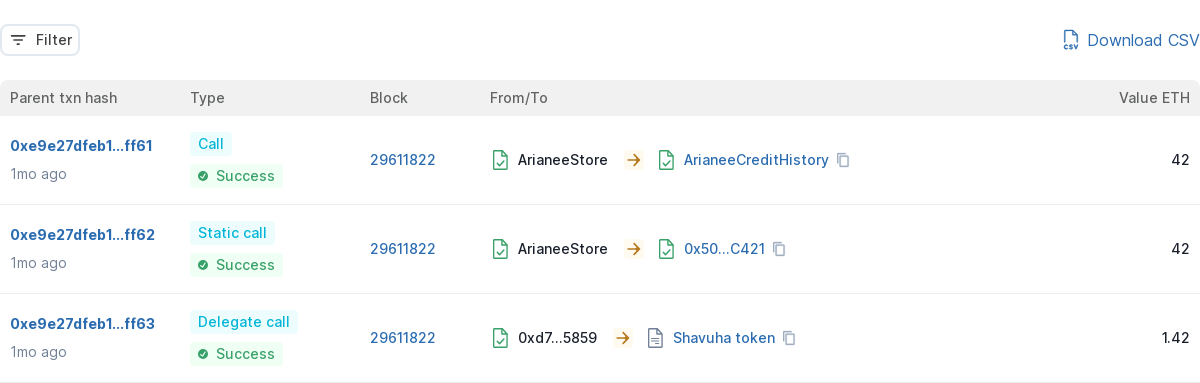 Filter
Download CSV
Parent txn hash Type Block From/To Value ETH
0xe9e27dfeb1...ff61 Call 29611822 ArianeeStore → ArianeeCreditHistory 42
1mo ago Success
0xe9e27dfeb1...ff62 Static call 29611822 ArianeeStore → 0x50...C421 42
1mo ago Success
0xe9e27dfeb1...ff63 Delegate call 29611822 0xd7...5859 → Shavuha token 1.42
1mo ago Success